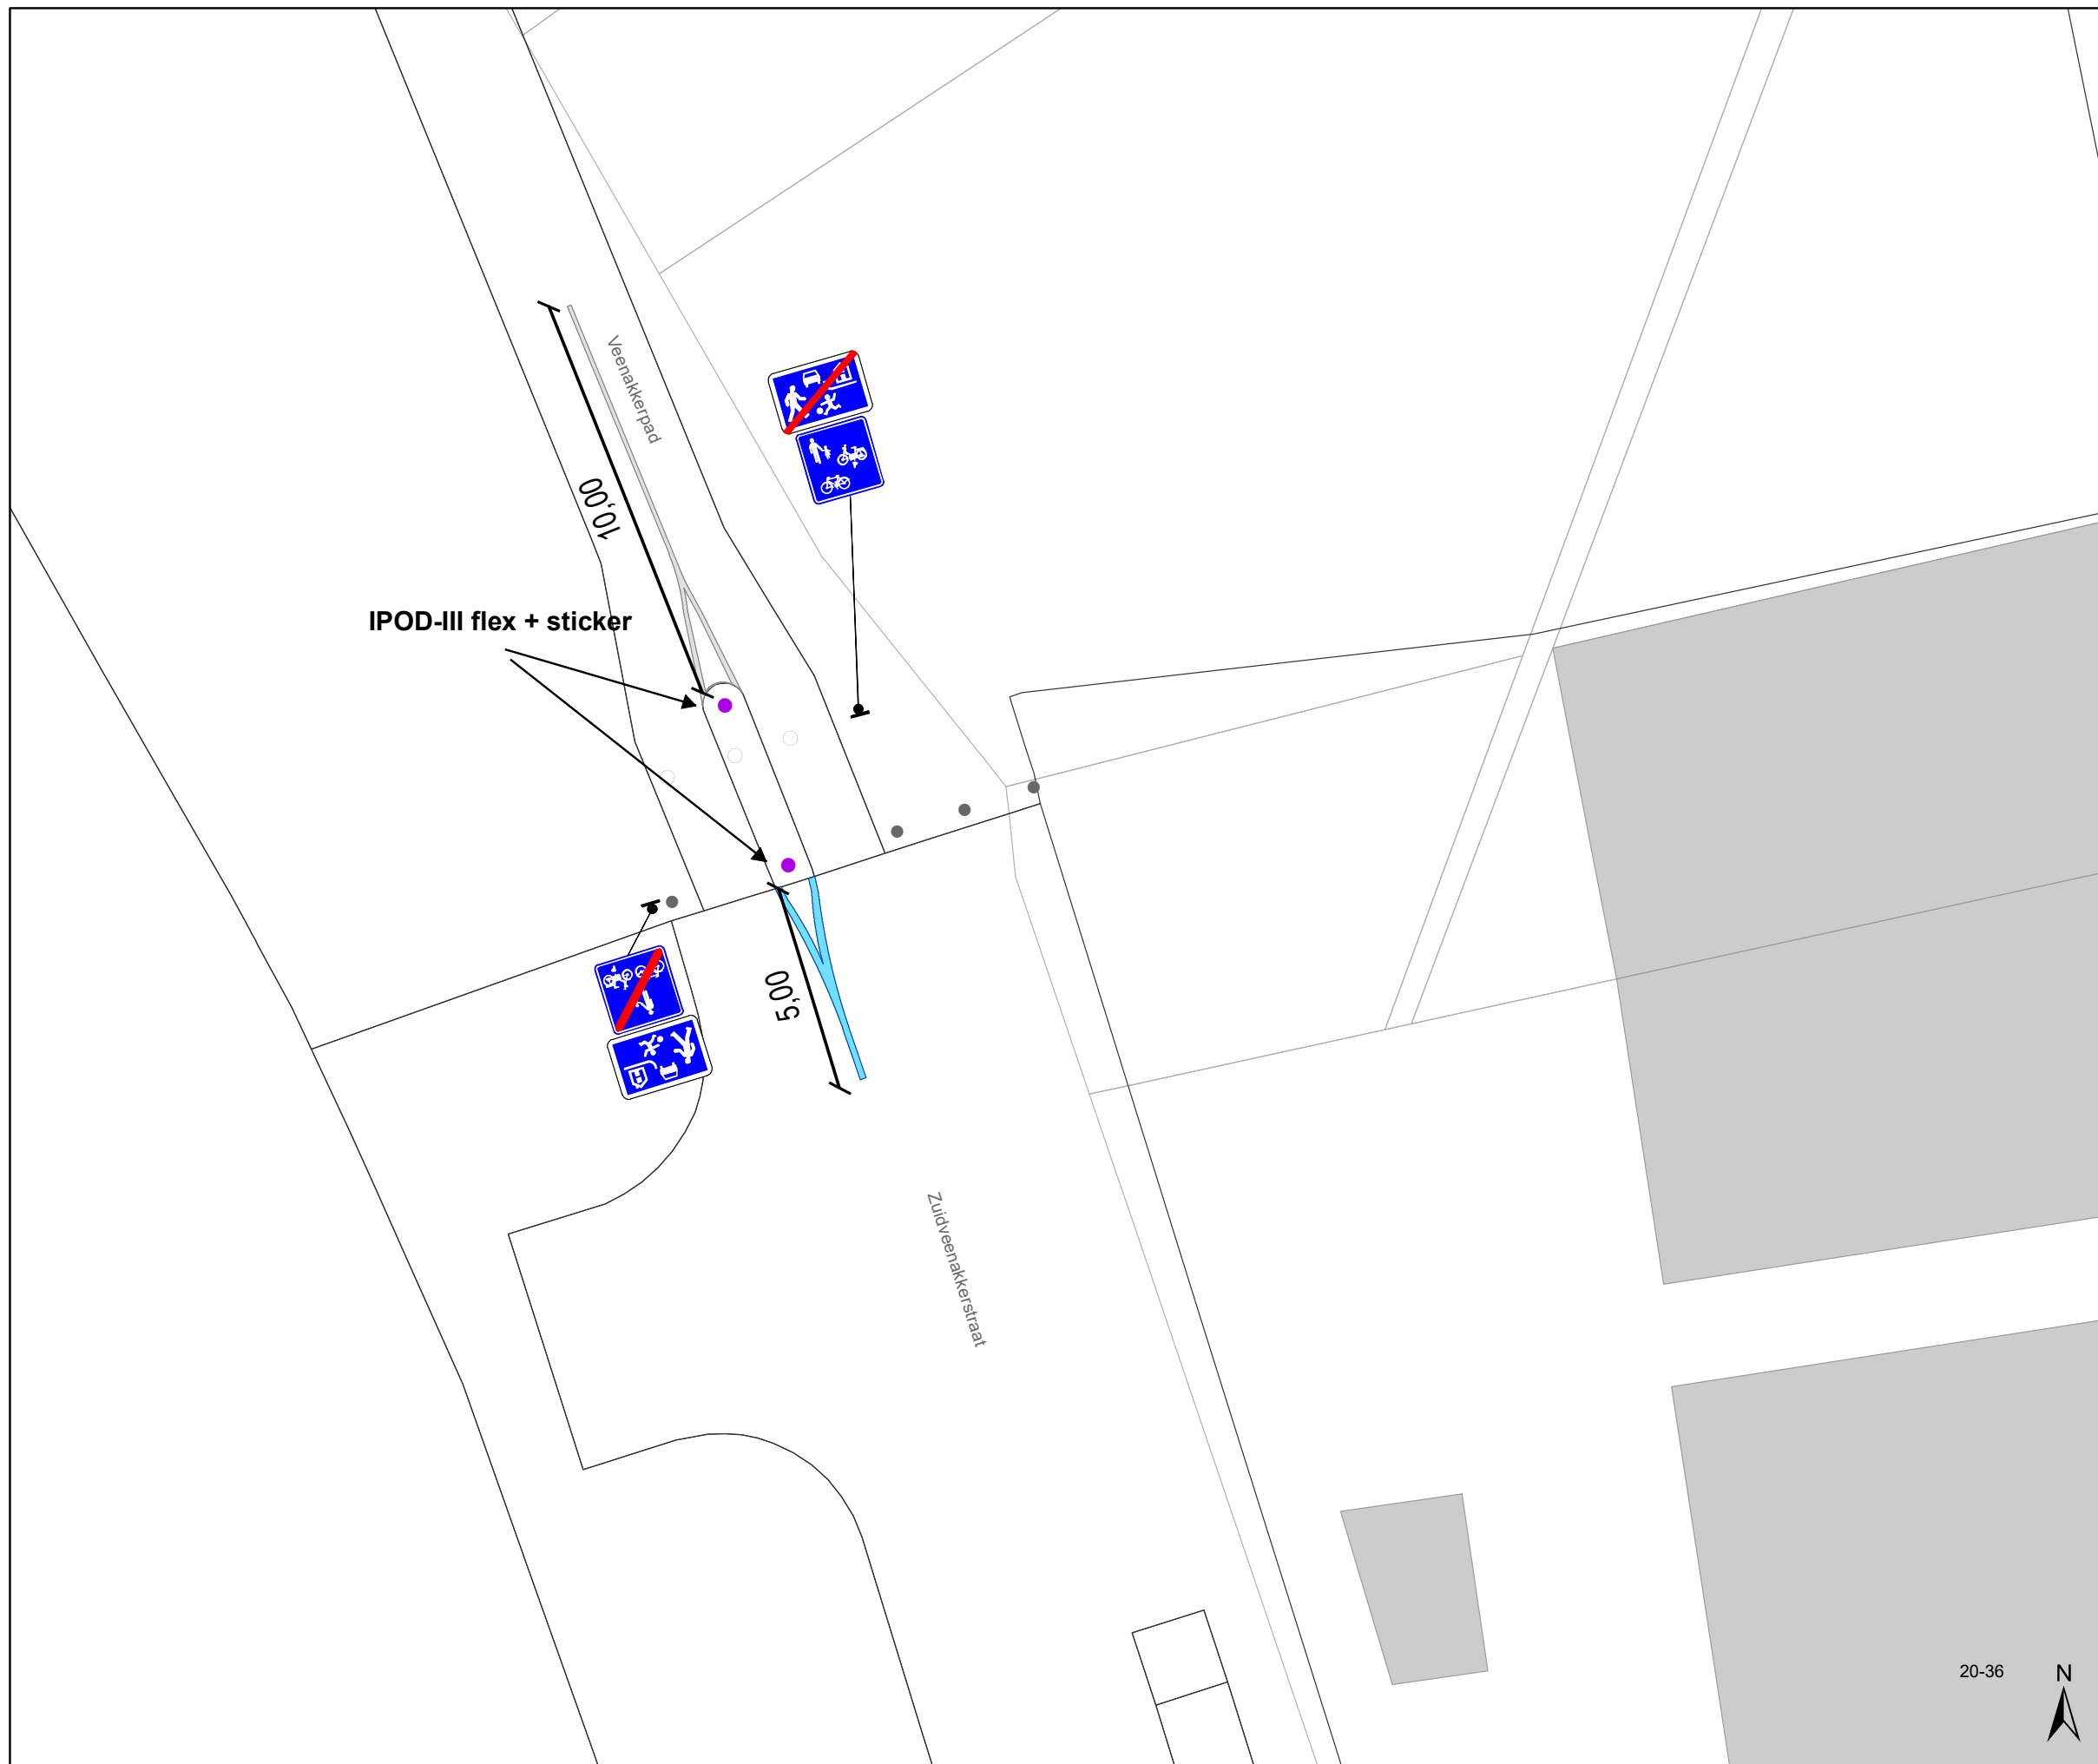 Veenakkerpad
10,00
IPOD-III flex + sticker
5,00
Zuidveenakkerstraat
20-36
N